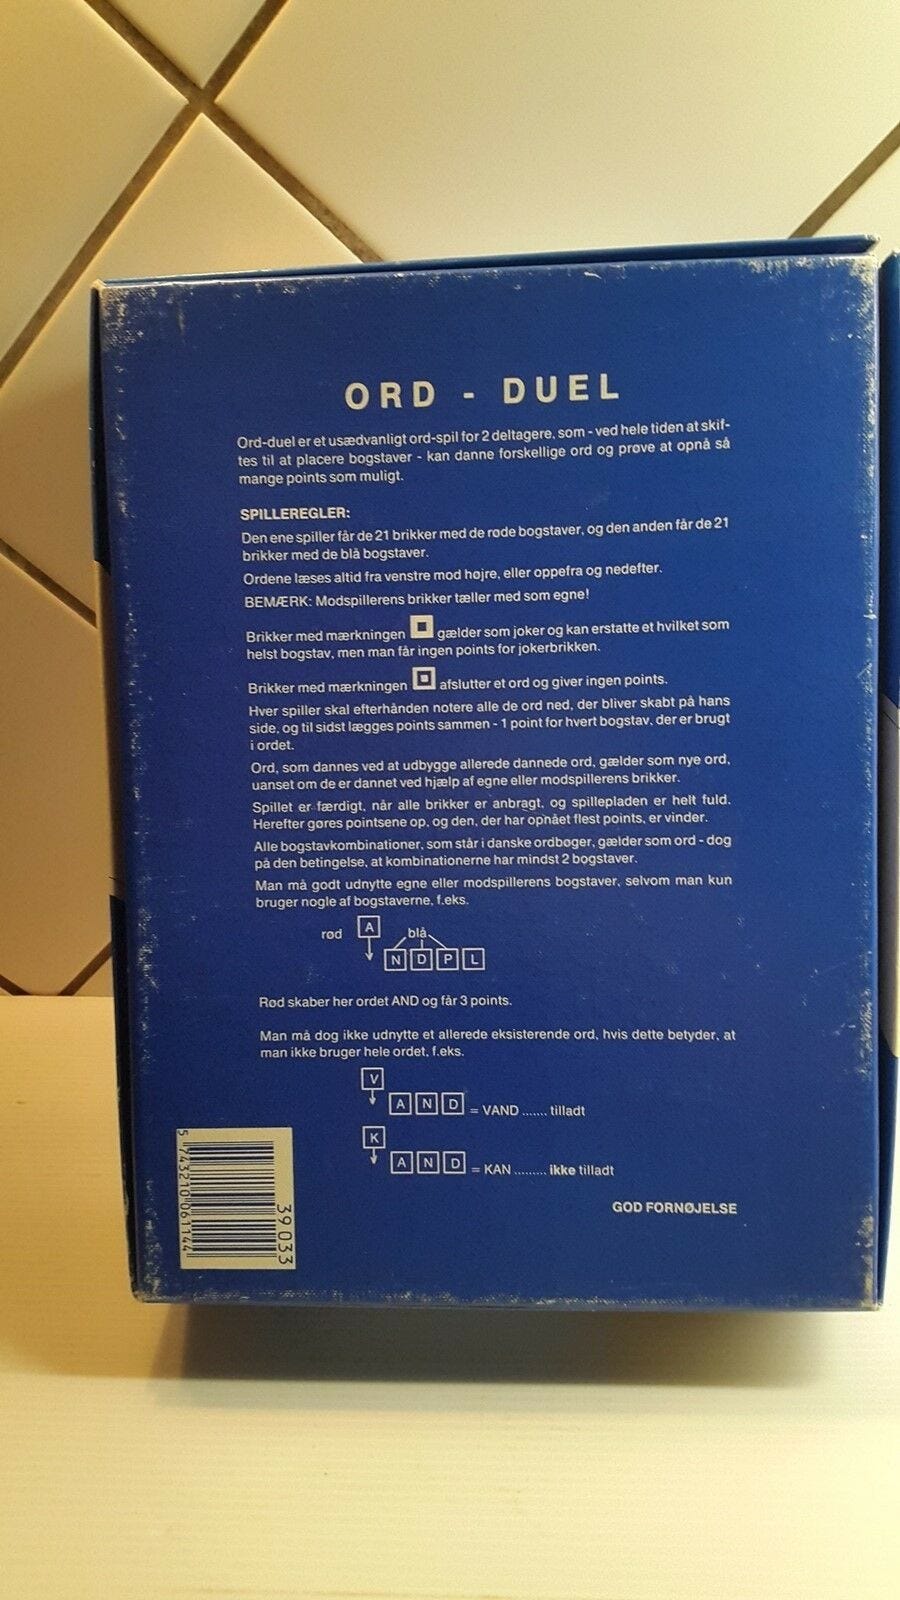 ORD - DUEL
Ord-duel er et usædvanligt ord-spil for 2 deltagere, som - ved hele tiden at skif-
tes til at placere bogstaver - kan danne forskellige ord og prøve at opnå så
mange points som muligt.
SPILLEREGLER:
Den ene spiller får de 21 brikker med de røde bogstaver, og den anden får de 21
brikker med de blå bogstaver.
Ordene læses altid fra venstre mod højre, eller oppefra og nedefter.
BEMÆRK: Modspillerens brikker tæller med som egne!
Brikker med mærkningen gælder som joker og kan erstatte et hvilket som
helst bogstav, men man får ingen points for jokerbrikken.
Brikker med mærkningen afslutter et ord og giver ingen points.
Hver spiller skal efterhånden notere alle de ord ned, der bliver skabt på hans
side, og til sidst lægges points sammen - 1 point for hvert bogstav, der er brugt
i ordet.
Ord, som dannes ved at udbygge allerede dannede ord, gælder som nye ord,
uanset om de er dannet ved hjælp af egne eller modspillerens brikker.
Spillet er færdigt, når alle brikker er anbragt, og spillepladen er helt fuld.
Herefter gøres pointsene op, og den, der har opnået flest points, er vinder.
Alle bogstavkombinationer, som står i danske ordbøger, gælder som ord - dog
på den betingelse, at kombinationerne har mindst 2 bogstaver.
Man må godt udnytte egne eller modspillerens bogstaver, selvom man kun
bruger nogle af bogstaverne, f.eks.
rød A blå
N D P L
Rød skaber her ordet AND og får 3 points.
Man må dog ikke udnytte et allerede eksisterende ord, hvis dette betyder, at
man ikke bruger hele ordet, f.eks.
V
A N D = VAND ....... tilladt
K
A N D = KAN ......... ikke tilladt
GOD FORNØJELSE
39033
5 743210 061144